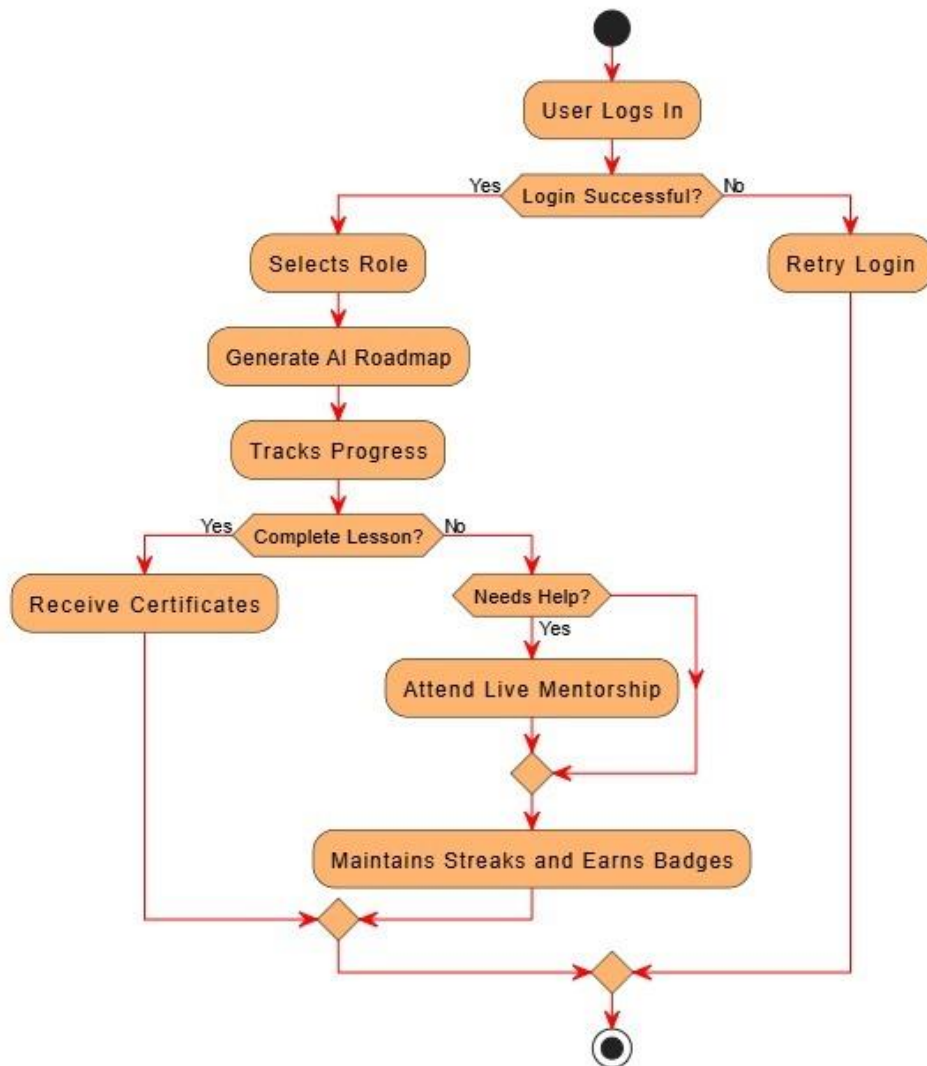 User Logs In
Yes
Login Successful?
No
Selects Role
Retry Login
Generate AI Roadmap
Tracks Progress
Yes
Complete Lesson?
No
Receive Certificates
Needs Help?
Yes
Attend Live Mentorship
Maintains Streaks and Earns Badges